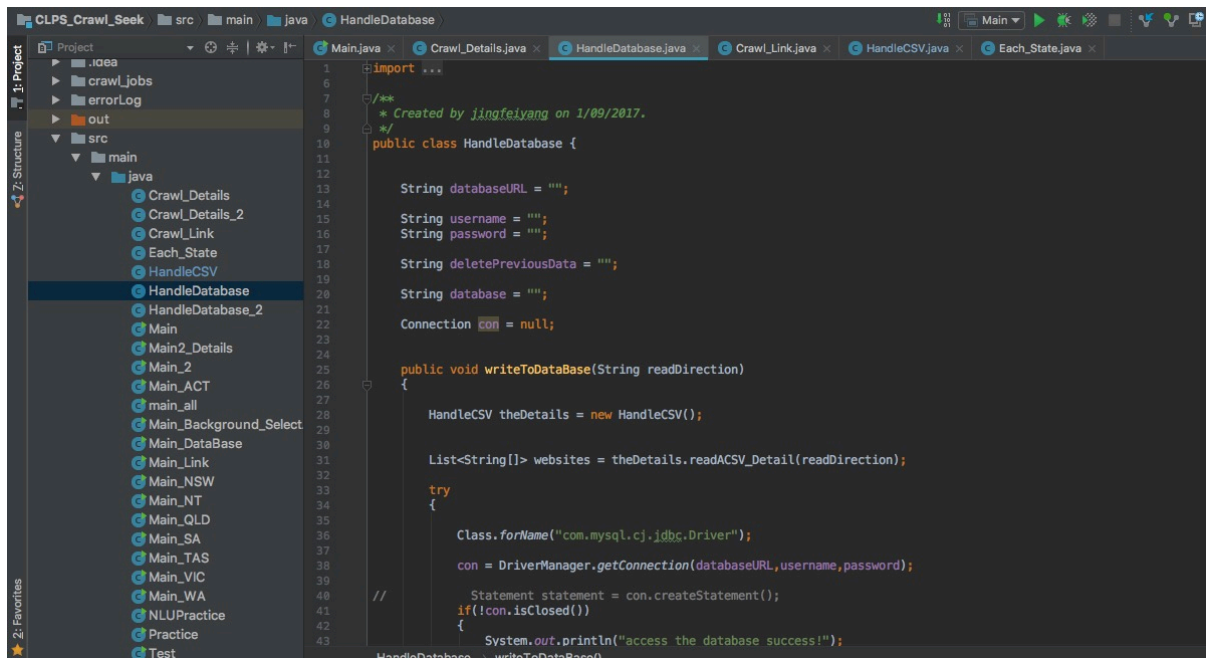 CLPS_Crawl_Seek src main java HandleDatabase Main
Project
Main.java Crawl_Details.java HandleDatabase.java Crawl_Link.java HandleCSV.java Each_State.java
1: Project
Z: Structure
2: Favorites
.idea
crawl_jobs
errorLog
out
src
main
java
Crawl_Details
Crawl_Details_2
Crawl_Link
Each_State
HandleCSV
HandleDatabase
HandleDatabase_2
Main
Main2_Details
Main_2
Main_ACT
main_all
Main_Background_Select
Main_DataBase
Main_Link
Main_NSW
Main_NT
Main_QLD
Main_SA
Main_TAS
Main_VIC
Main_WA
NLUPractice
Practice
Test
1 import ...
6
7 /**
8 * Created by jingfeiyang on 1/09/2017.
9 */
10 public class HandleDatabase {
11
12
13 String databaseURL = "";
14
15 String username = "";
16 String password = "";
17
18 String deletePreviousData = "";
19
20 String database = "";
21
22 Connection con = null;
23
24
25 public void writeToDataBase(String readDirection)
26 {
27
28 HandleCSV theDetails = new HandleCSV();
29
30
31 List<String[]> websites = theDetails.readACSV_Detail(readDirection);
32
33 try
34 {
35
36 Class.forName("com.mysql.cj.jdbc.Driver");
37
38 con = DriverManager.getConnection(databaseURL,username,password);
39
40 // Statement statement = con.createStatement();
41 if(!con.isClosed())
42 {
43 System.out.println("access the database success!");
HandleDatabase writeToDataBase()